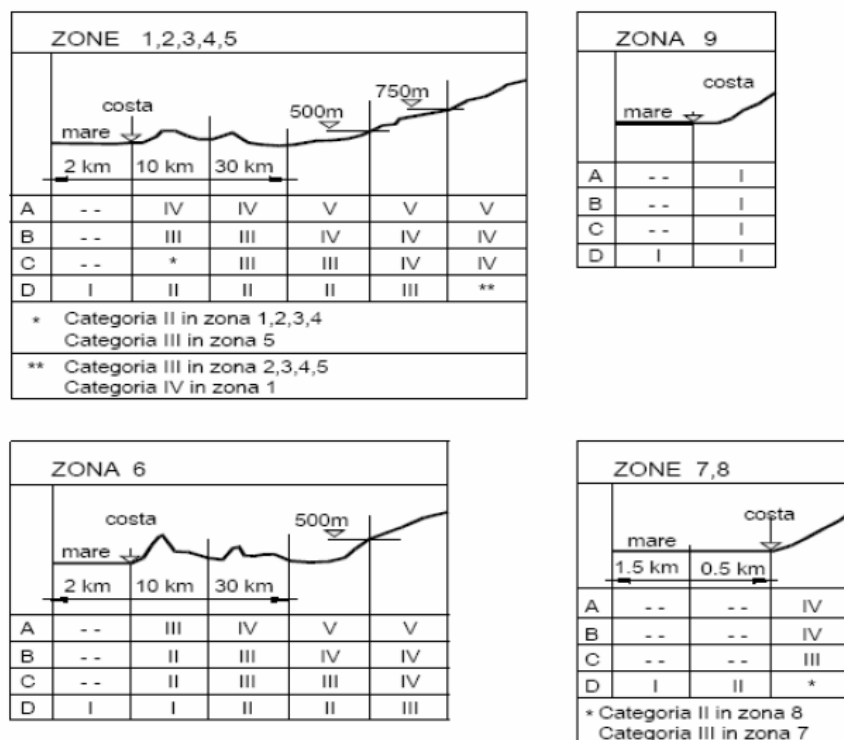 ZONE 1,2,3,4,5
costa
mare
500m
750m
2 km 10 km 30 km
A -- IV IV V V V
B -- III III IV IV IV
C -- * III III IV IV
D I II II II III **
* Categoria II in zona 1,2,3,4
Categoria III in zona 5
** Categoria III in zona 2,3,4,5
Categoria IV in zona 1
ZONA 9
costa
mare
A -- I
B -- I
C -- I
D I I
ZONA 6
costa
mare
500m
2 km 10 km 30 km
A -- III IV V V
B -- II III IV IV
C -- II III III IV
D I I II II III
ZONE 7,8
costa
mare
1.5 km 0.5 km
A -- -- IV
B -- -- IV
C -- -- III
D I II *
* Categoria II in zona 8
Categoria III in zona 7